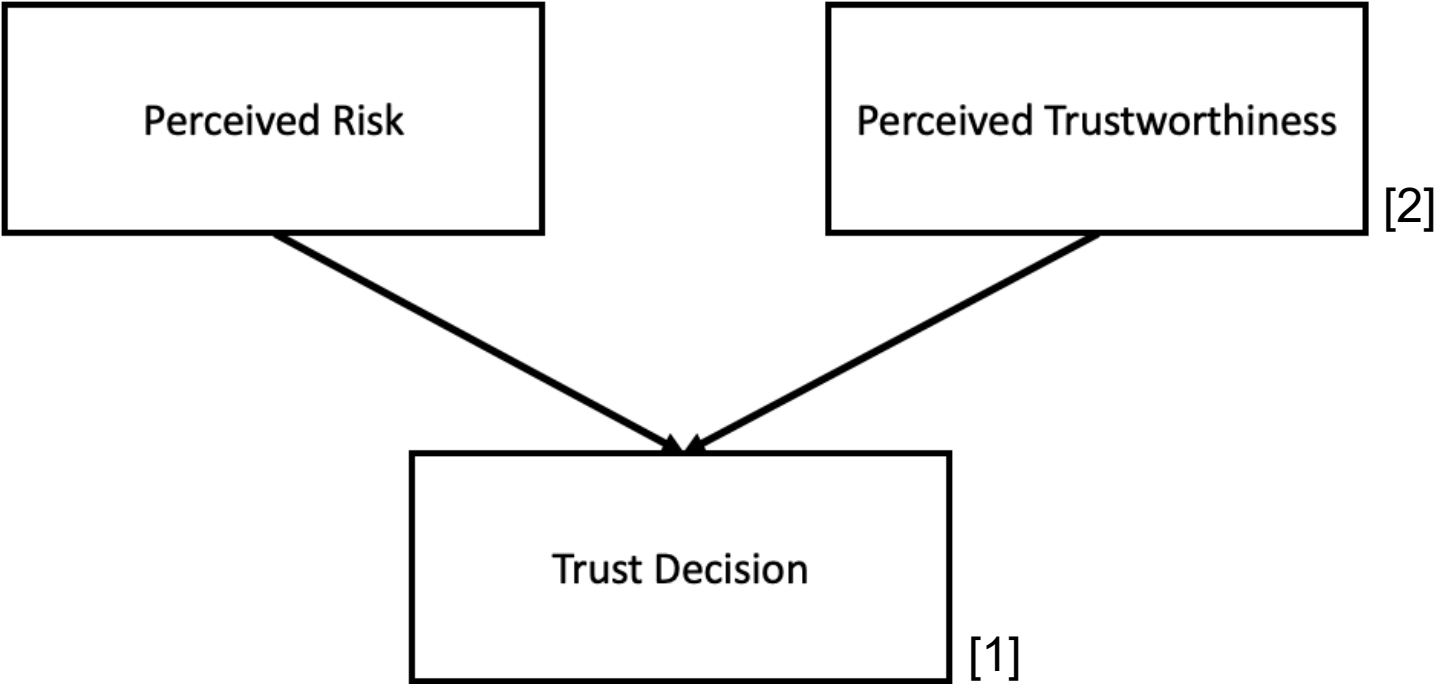 Perceived Risk
Perceived Trustworthiness
[2]
Trust Decision
[1]